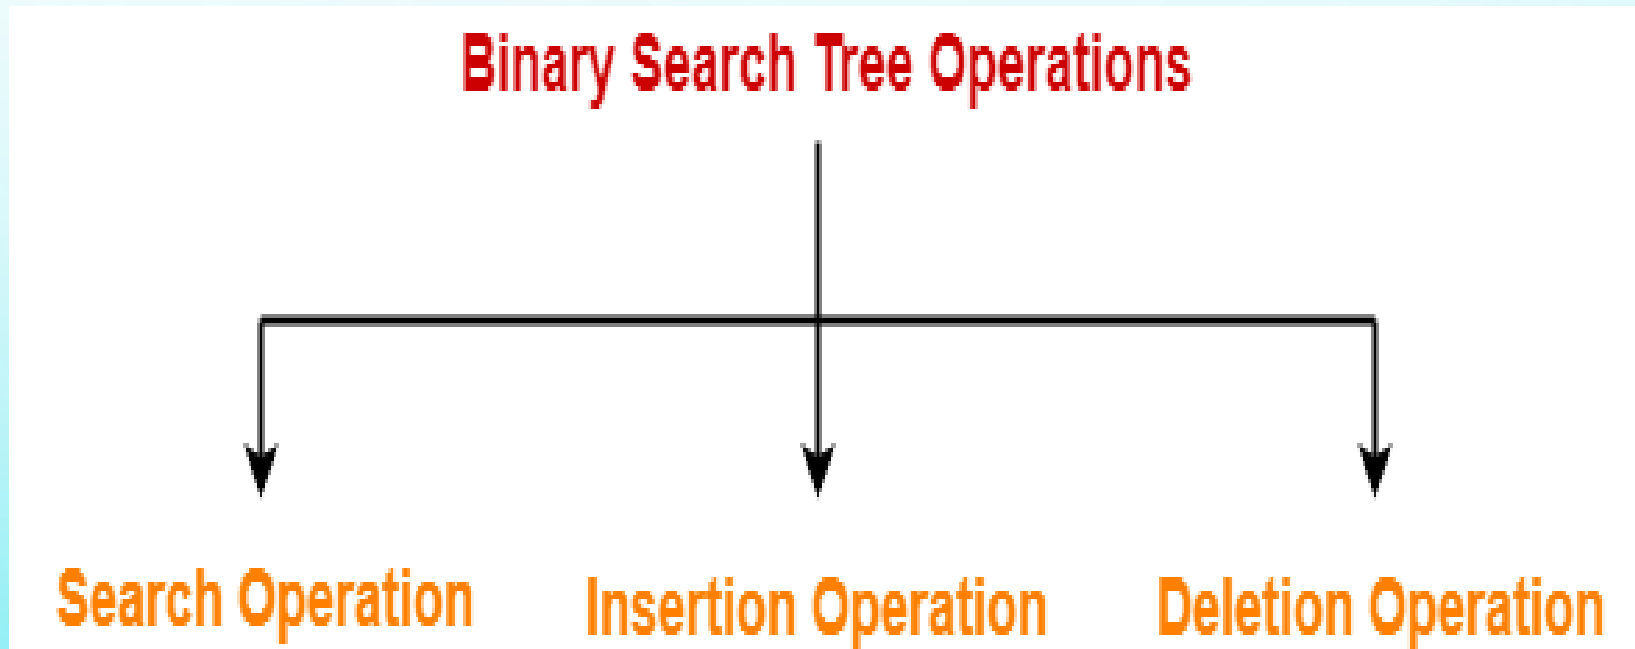 Binary Search Tree Operations
Search Operation
Insertion Operation
Deletion Operation